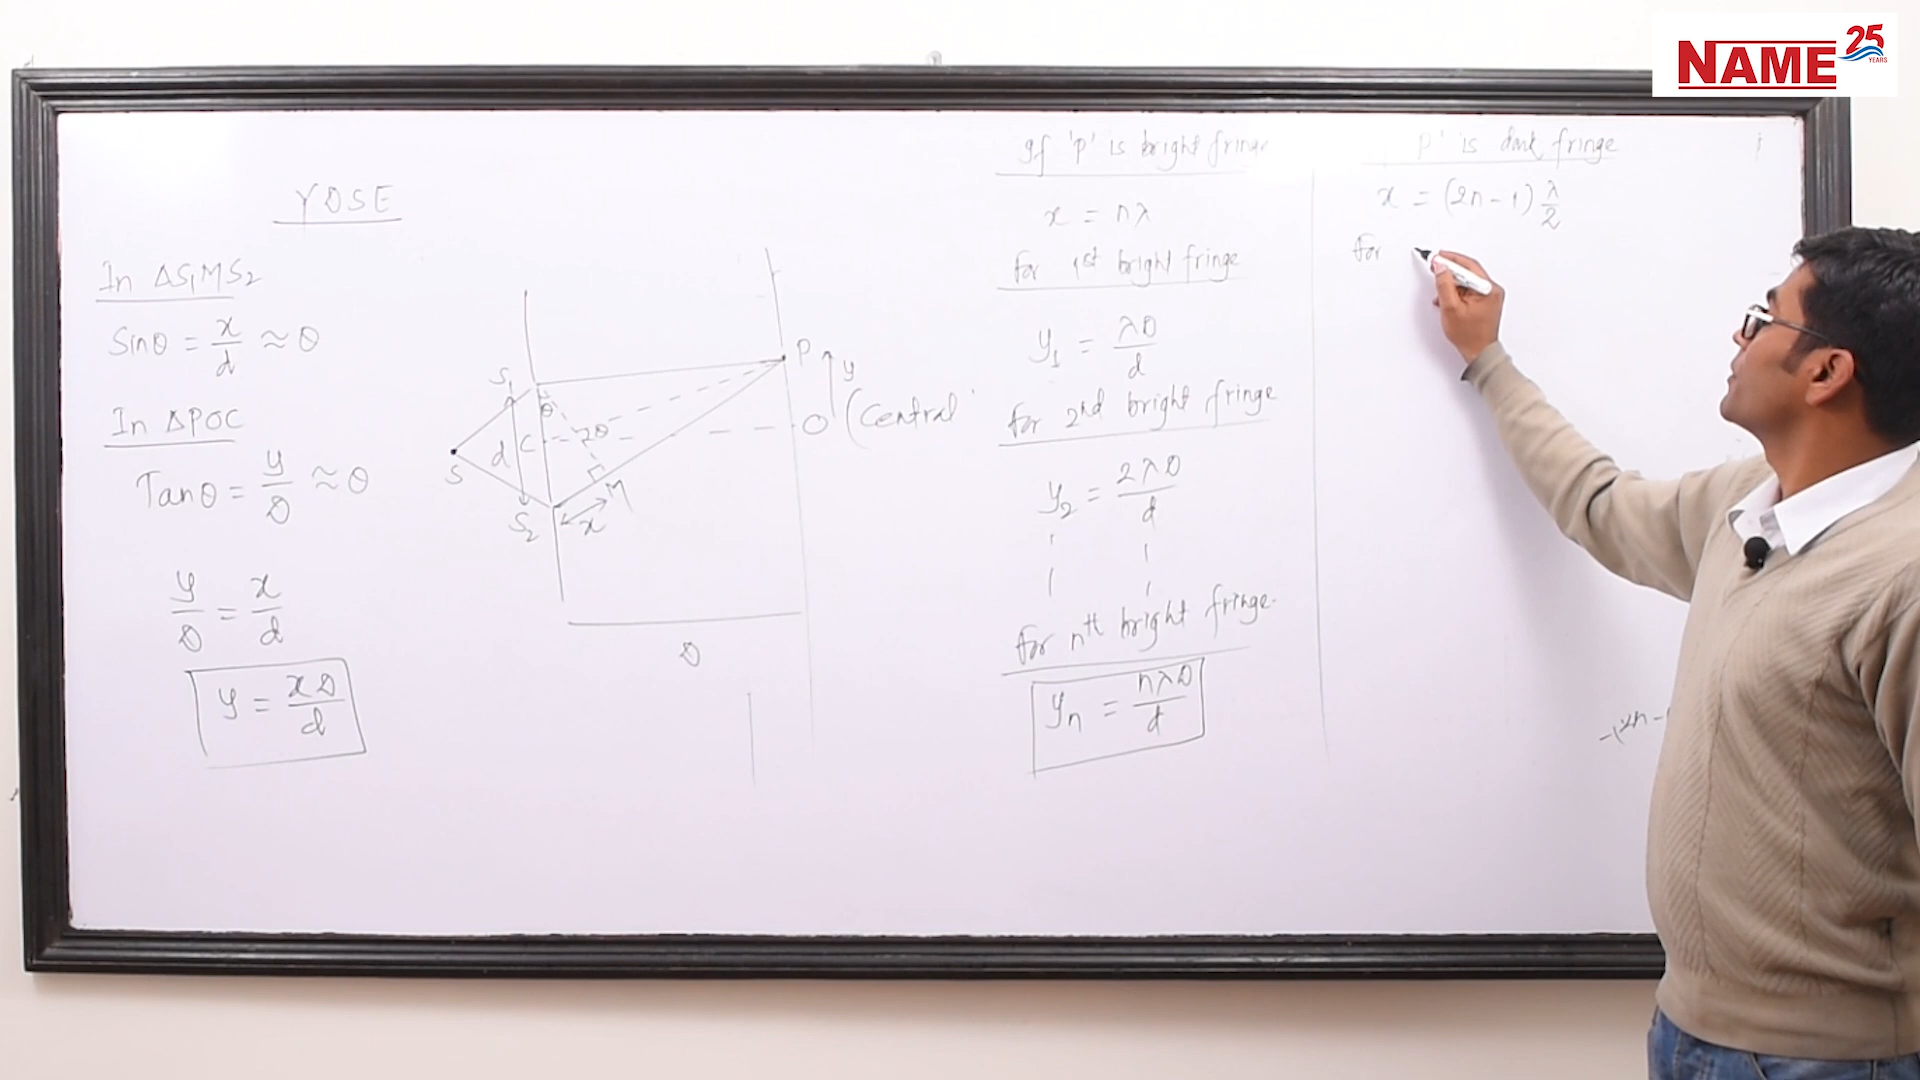 NAME 25 YEARS
YDSE
In ΔS₁MS₂
Sinθ = x/d ≈ θ
In ΔPOC
Tanθ = y/D ≈ θ
y/D = x/d
y = xD/d
S₁
θ
C
d
S
S₂
x
M
θ
P
y
O (Central
D
If 'P' is bright fringe
x = nλ
for 1st bright fringe
y₁ = λD/d
for 2nd bright fringe
y₂ = 2λD/d
for nth bright fringe.
yₙ = nλD/d
P' is dark fringe
x = (2n-1) λ/2
for